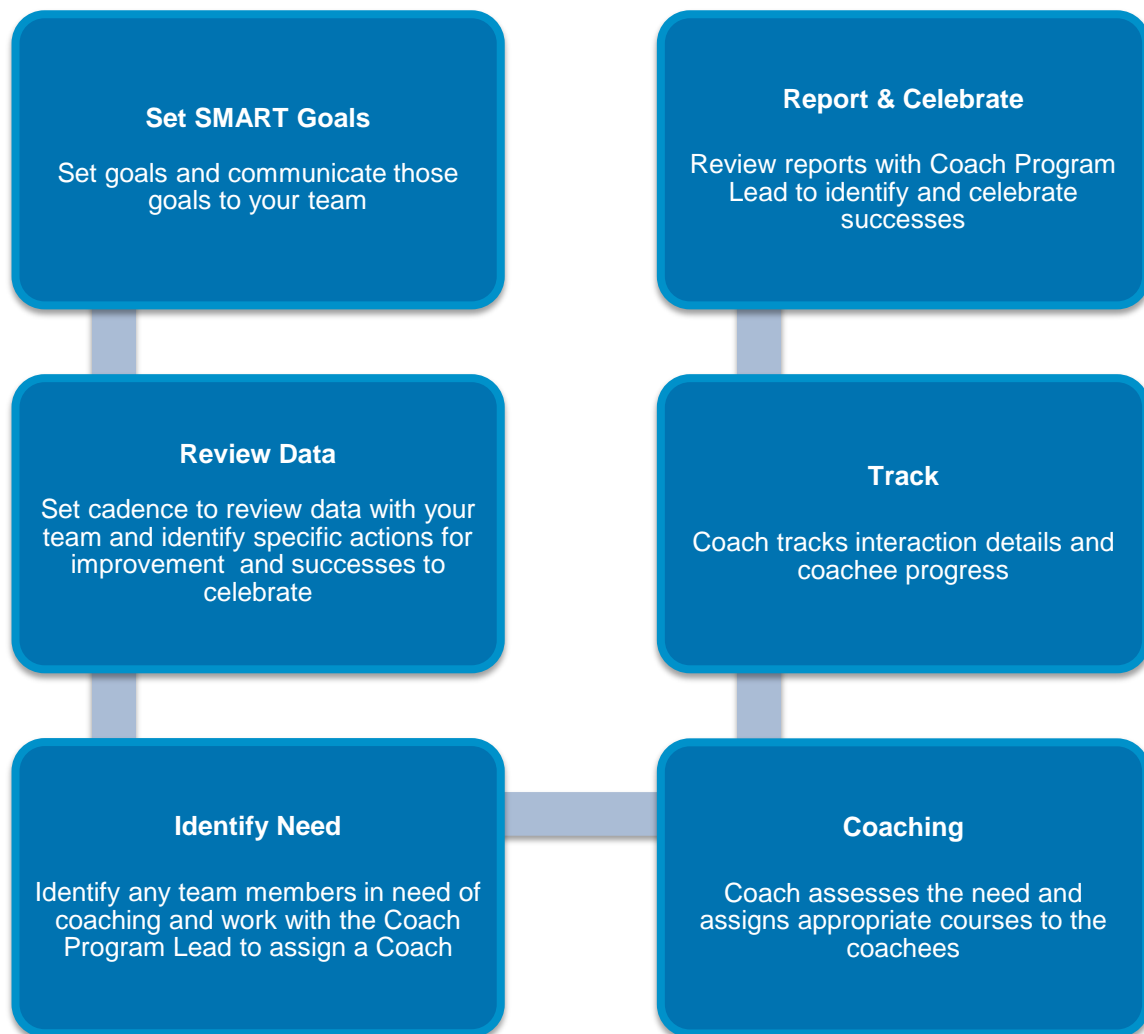 Set SMART Goals
Set goals and communicate those
goals to your team
Review Data
Set cadence to review data with your
team and identify specific actions for
improvement  and successes to
celebrate
Identify Need
Identify any team members in need of
coaching and work with the Coach
Program Lead to assign a Coach
Coaching
Coach assesses the need and
assigns appropriate courses to the
coachees
Track
Coach tracks interaction details and
coachee progress
Report & Celebrate
Review reports with Coach Program
Lead to identify and celebrate
successes